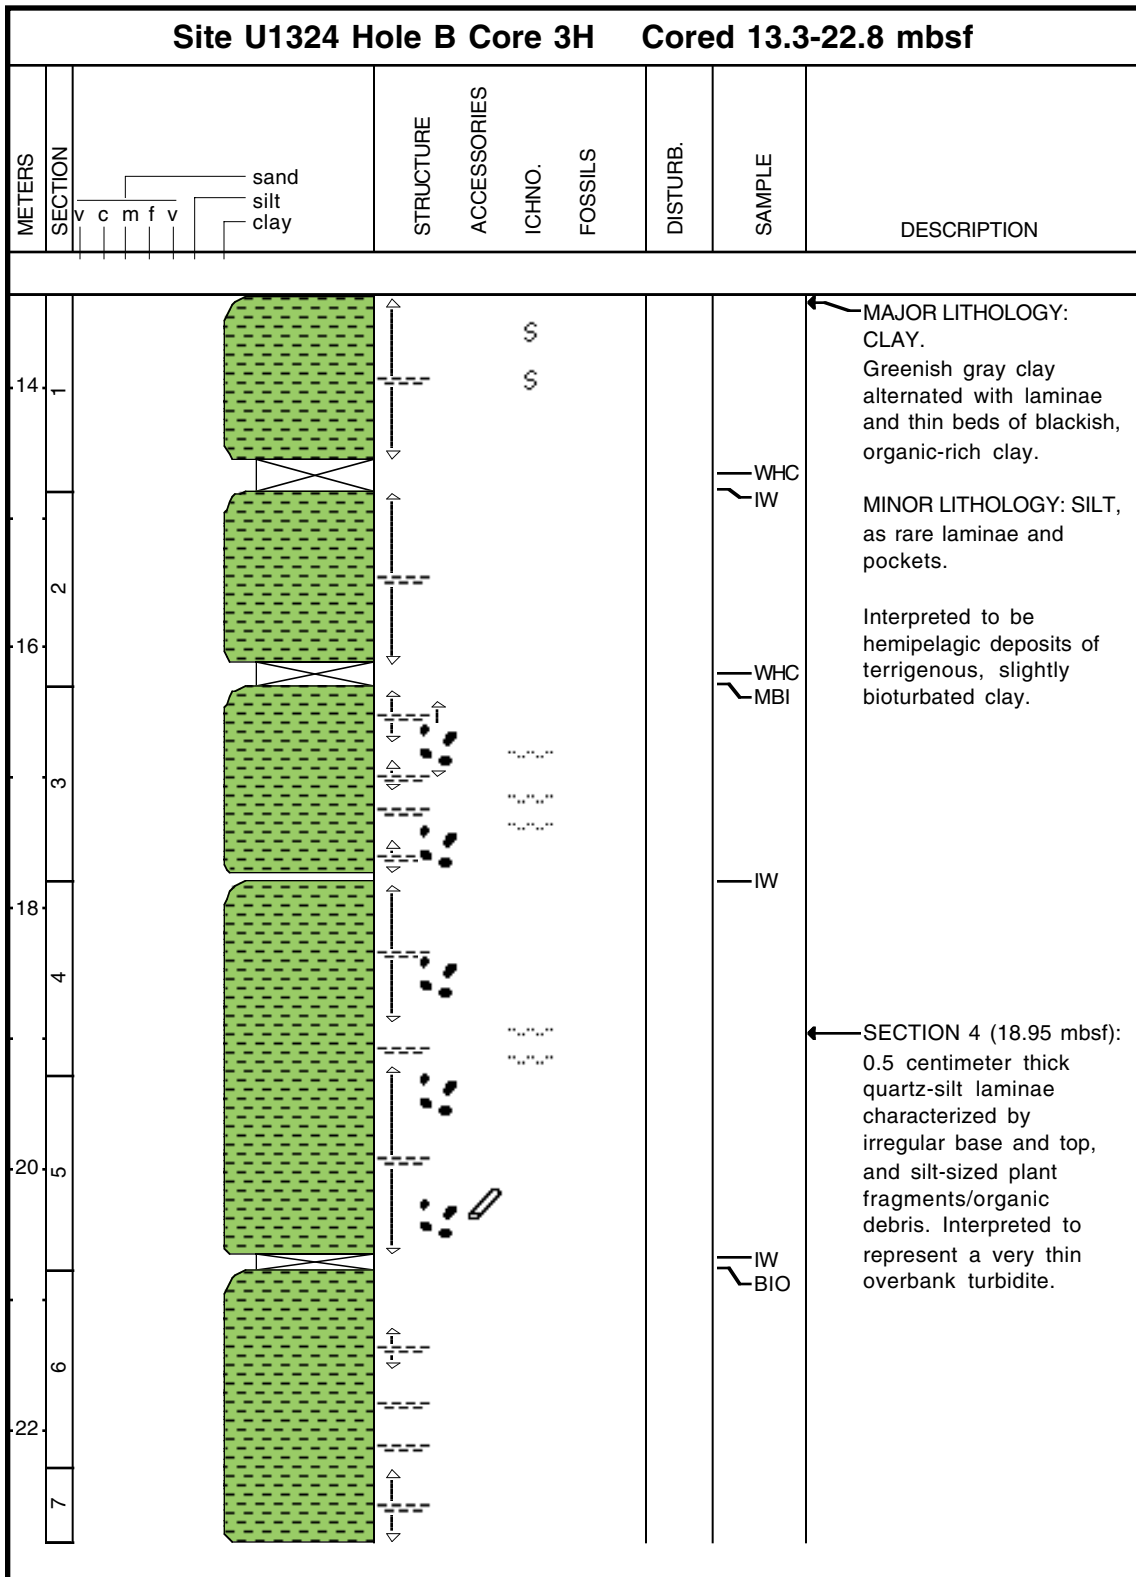 Site U1324 Hole B Core 3H Cored 13.3-22.8 mbsf
METERS
SECTION
v c m f v
sand
silt
clay
STRUCTURE
ACCESSORIES
ICHNO.
FOSSILS
DISTURB.
SAMPLE
DESCRIPTION
14
16
18
20
22
1
2
3
4
5
6
7
S
S
WHC
IW
WHC
MBI
IW
IW
BIO
MAJOR LITHOLOGY:
CLAY.
Greenish gray clay
alternated with laminae
and thin beds of blackish,
organic-rich clay.
MINOR LITHOLOGY: SILT,
as rare laminae and
pockets.
Interpreted to be
hemipelagic deposits of
terrigenous, slightly
bioturbated clay.
SECTION 4 (18.95 mbsf):
0.5 centimeter thick
quartz-silt laminae
characterized by
irregular base and top,
and silt-sized plant
fragments/organic
debris. Interpreted to
represent a very thin
overbank turbidite.